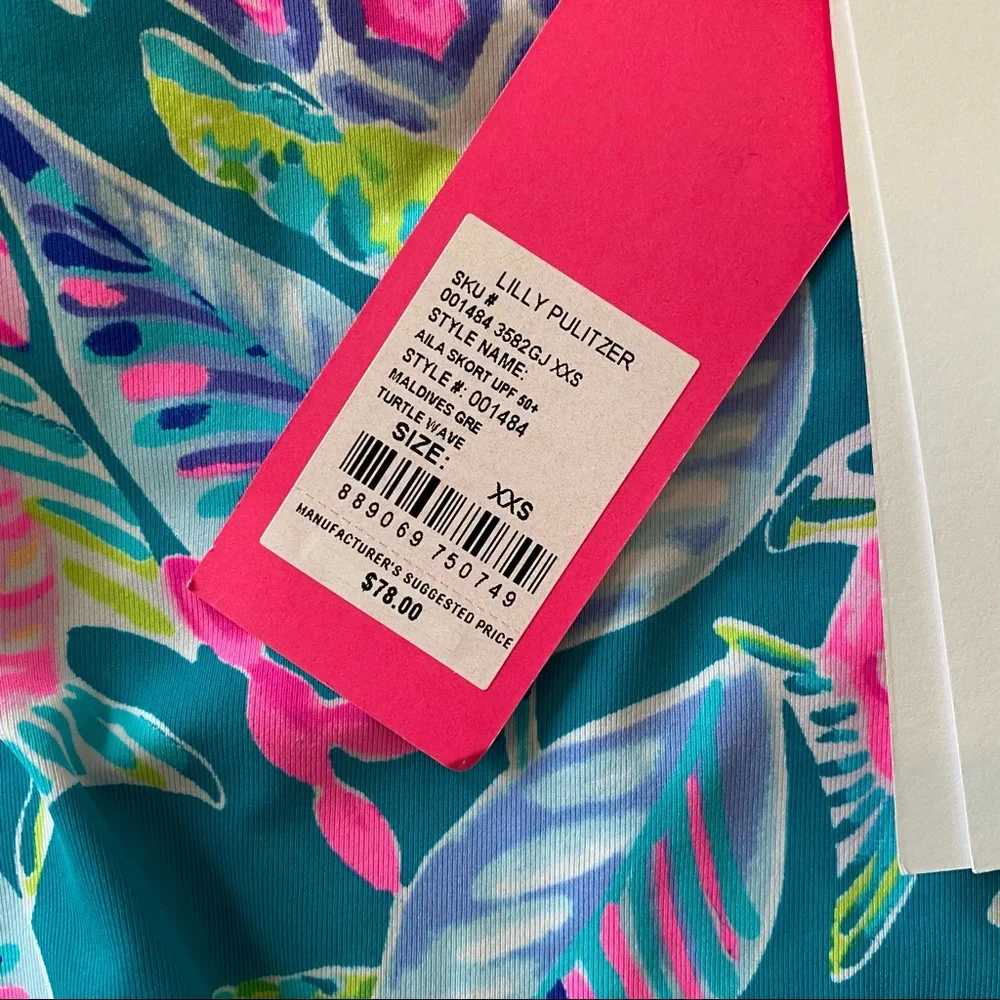 LILLY PULITZER
SKU #
001484 3582GJ XXS
STYLE NAME:
AILA SKORT UPF 50+
STYLE #: 001484
MALDIVES GRE
TURTLE WAVE
SIZE:
XXS
889069 750749
MANUFACTURER'S SUGGESTED PRICE
$78.00